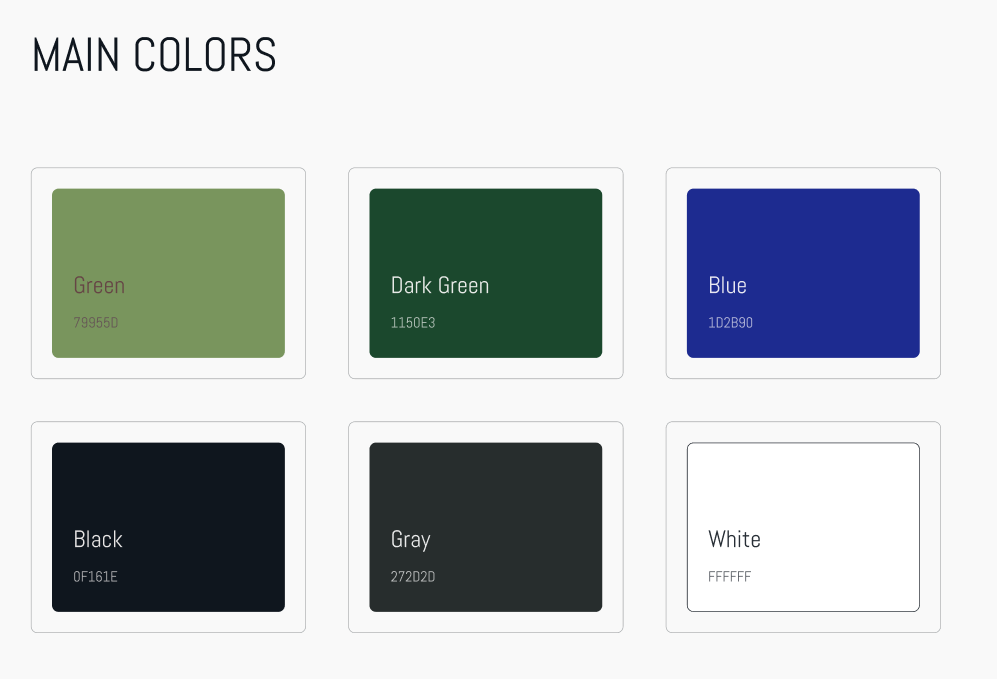 MAIN COLORS
Green
79955D
Dark Green
1150E3
Blue
1D2B90
Black
0F161E
Gray
272D2D
White
FFFFFF